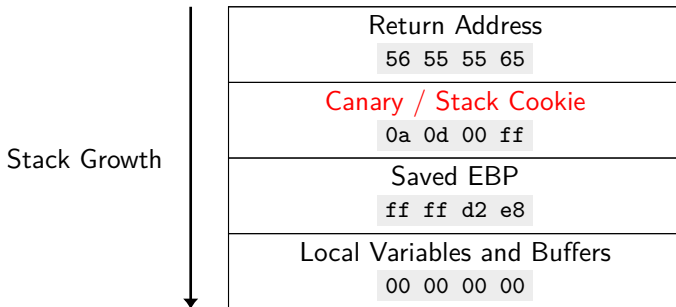 Return Address
56 55 55 65
Canary / Stack Cookie
0a 0d 00 ff
Stack Growth
Saved EBP
ff ff d2 e8
Local Variables and Buffers
00 00 00 00